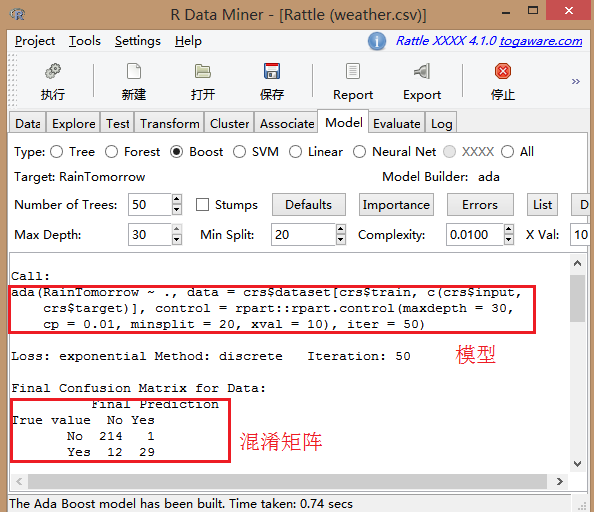 R Data Miner - [Rattle (weather.csv)]
Project Tools Settings Help Rattle XXXX 4.1.0 togaware.com
执行 新建 打开 保存 Report Export 停止 »
Data Explore Test Transform Cluster Associate Model Evaluate Log
Type: Tree Forest Boost SVM Linear Neural Net XXXX All
Target: RainTomorrow Model Builder: ada
Number of Trees: 50 Stumps Defaults Importance Errors List D
Max Depth: 30 Min Split: 20 Complexity: 0.0100 X Val: 10
Call:
ada(RainTomorrow ~ ., data = crs$dataset[crs$train, c(crs$input,
crs$target)], control = rpart::rpart.control(maxdepth = 30,
cp = 0.01, minsplit = 20, xval = 10), iter = 50)
模型
Loss: exponential Method: discrete Iteration: 50
Final Confusion Matrix for Data:
Final Prediction
True value No Yes
No 214 1
Yes 12 29
混淆矩阵
The Ada Boost model has been built. Time taken: 0.74 secs